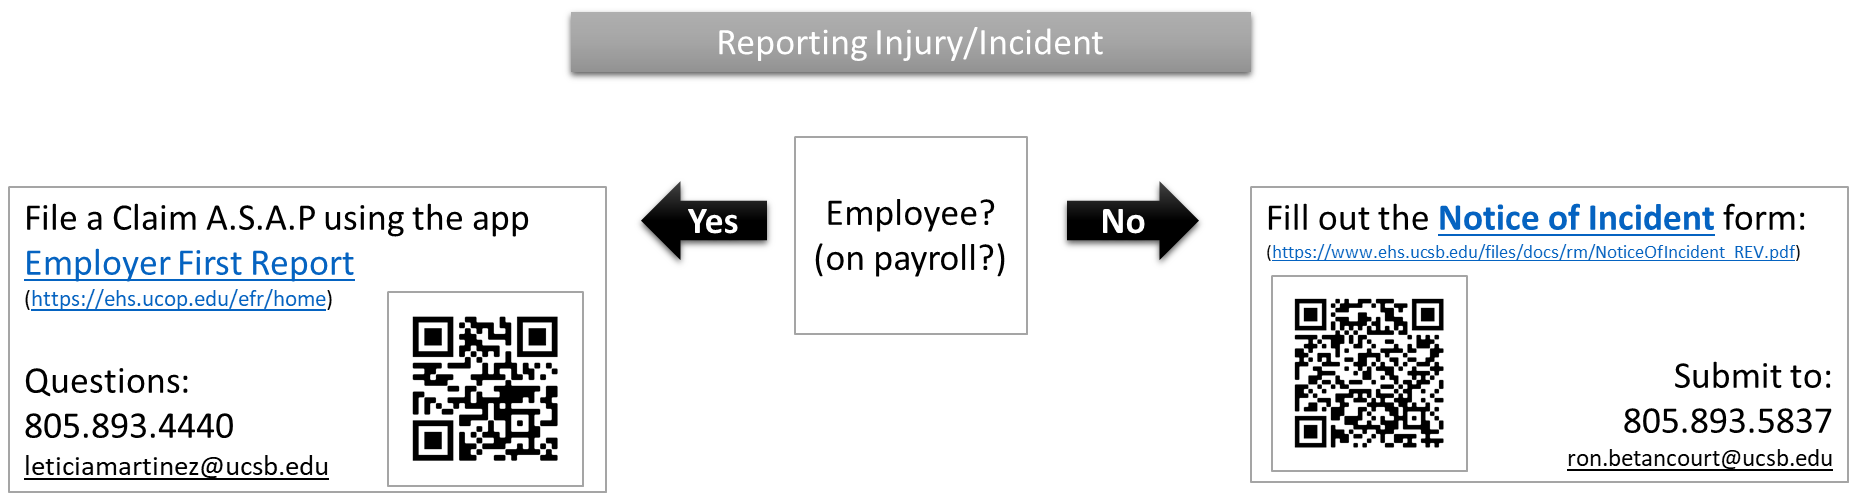 Reporting Injury/Incident
File a Claim A.S.A.P using the app
Employer First Report
(https://ehs.ucop.edu/efr/home)
Questions:
805.893.4440
leticiamartinez@ucsb.edu
Yes
Employee?
(on payroll?)
No
Fill out the Notice of Incident form:
(https://www.ehs.ucsb.edu/files/docs/rm/NoticeOfIncident_REV.pdf)
Submit to:
805.893.5837
ron.betancourt@ucsb.edu